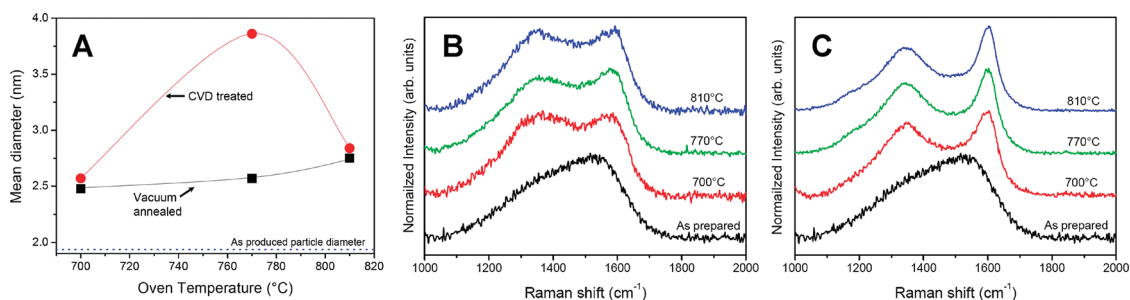 A
4.0
3.5
3.0
2.5
2.0
Mean diameter (nm)
CVD treated
Vacuum
annealed
As produced particle diameter
700 720 740 760 780 800 820
Oven Temperature (°C)
B
Normalized Intensity (arb. units)
810°C
770°C
700°C
As prepared
1000 1200 1400 1600 1800 2000
Raman shift (cm⁻¹)
C
Normalized Intensity (arb. units)
810°C
770°C
700°C
As prepared
1000 1200 1400 1600 1800 2000
Raman shift (cm⁻¹)